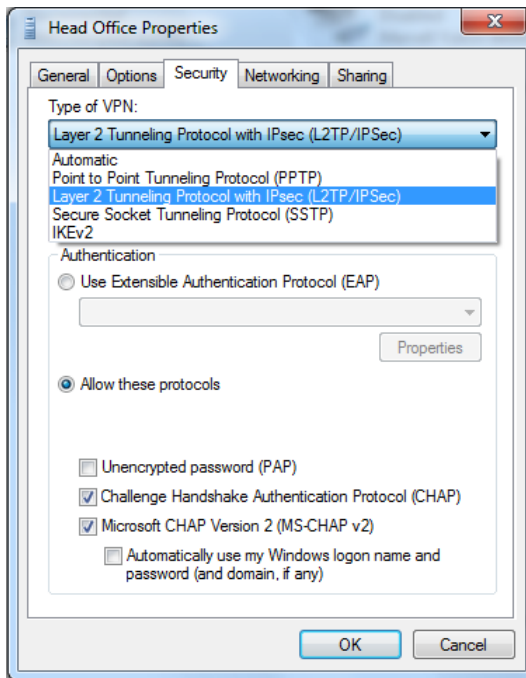 Head Office Properties
General Options Security Networking Sharing
Type of VPN:
Layer 2 Tunneling Protocol with IPsec (L2TP/IPSec)
Automatic
Point to Point Tunneling Protocol (PPTP)
Layer 2 Tunneling Protocol with IPsec (L2TP/IPSec)
Secure Socket Tunneling Protocol (SSTP)
IKEv2
Authentication
Use Extensible Authentication Protocol (EAP)
Properties
Allow these protocols
Unencrypted password (PAP)
Challenge Handshake Authentication Protocol (CHAP)
Microsoft CHAP Version 2 (MS-CHAP v2)
Automatically use my Windows logon name and
password (and domain, if any)
OK Cancel